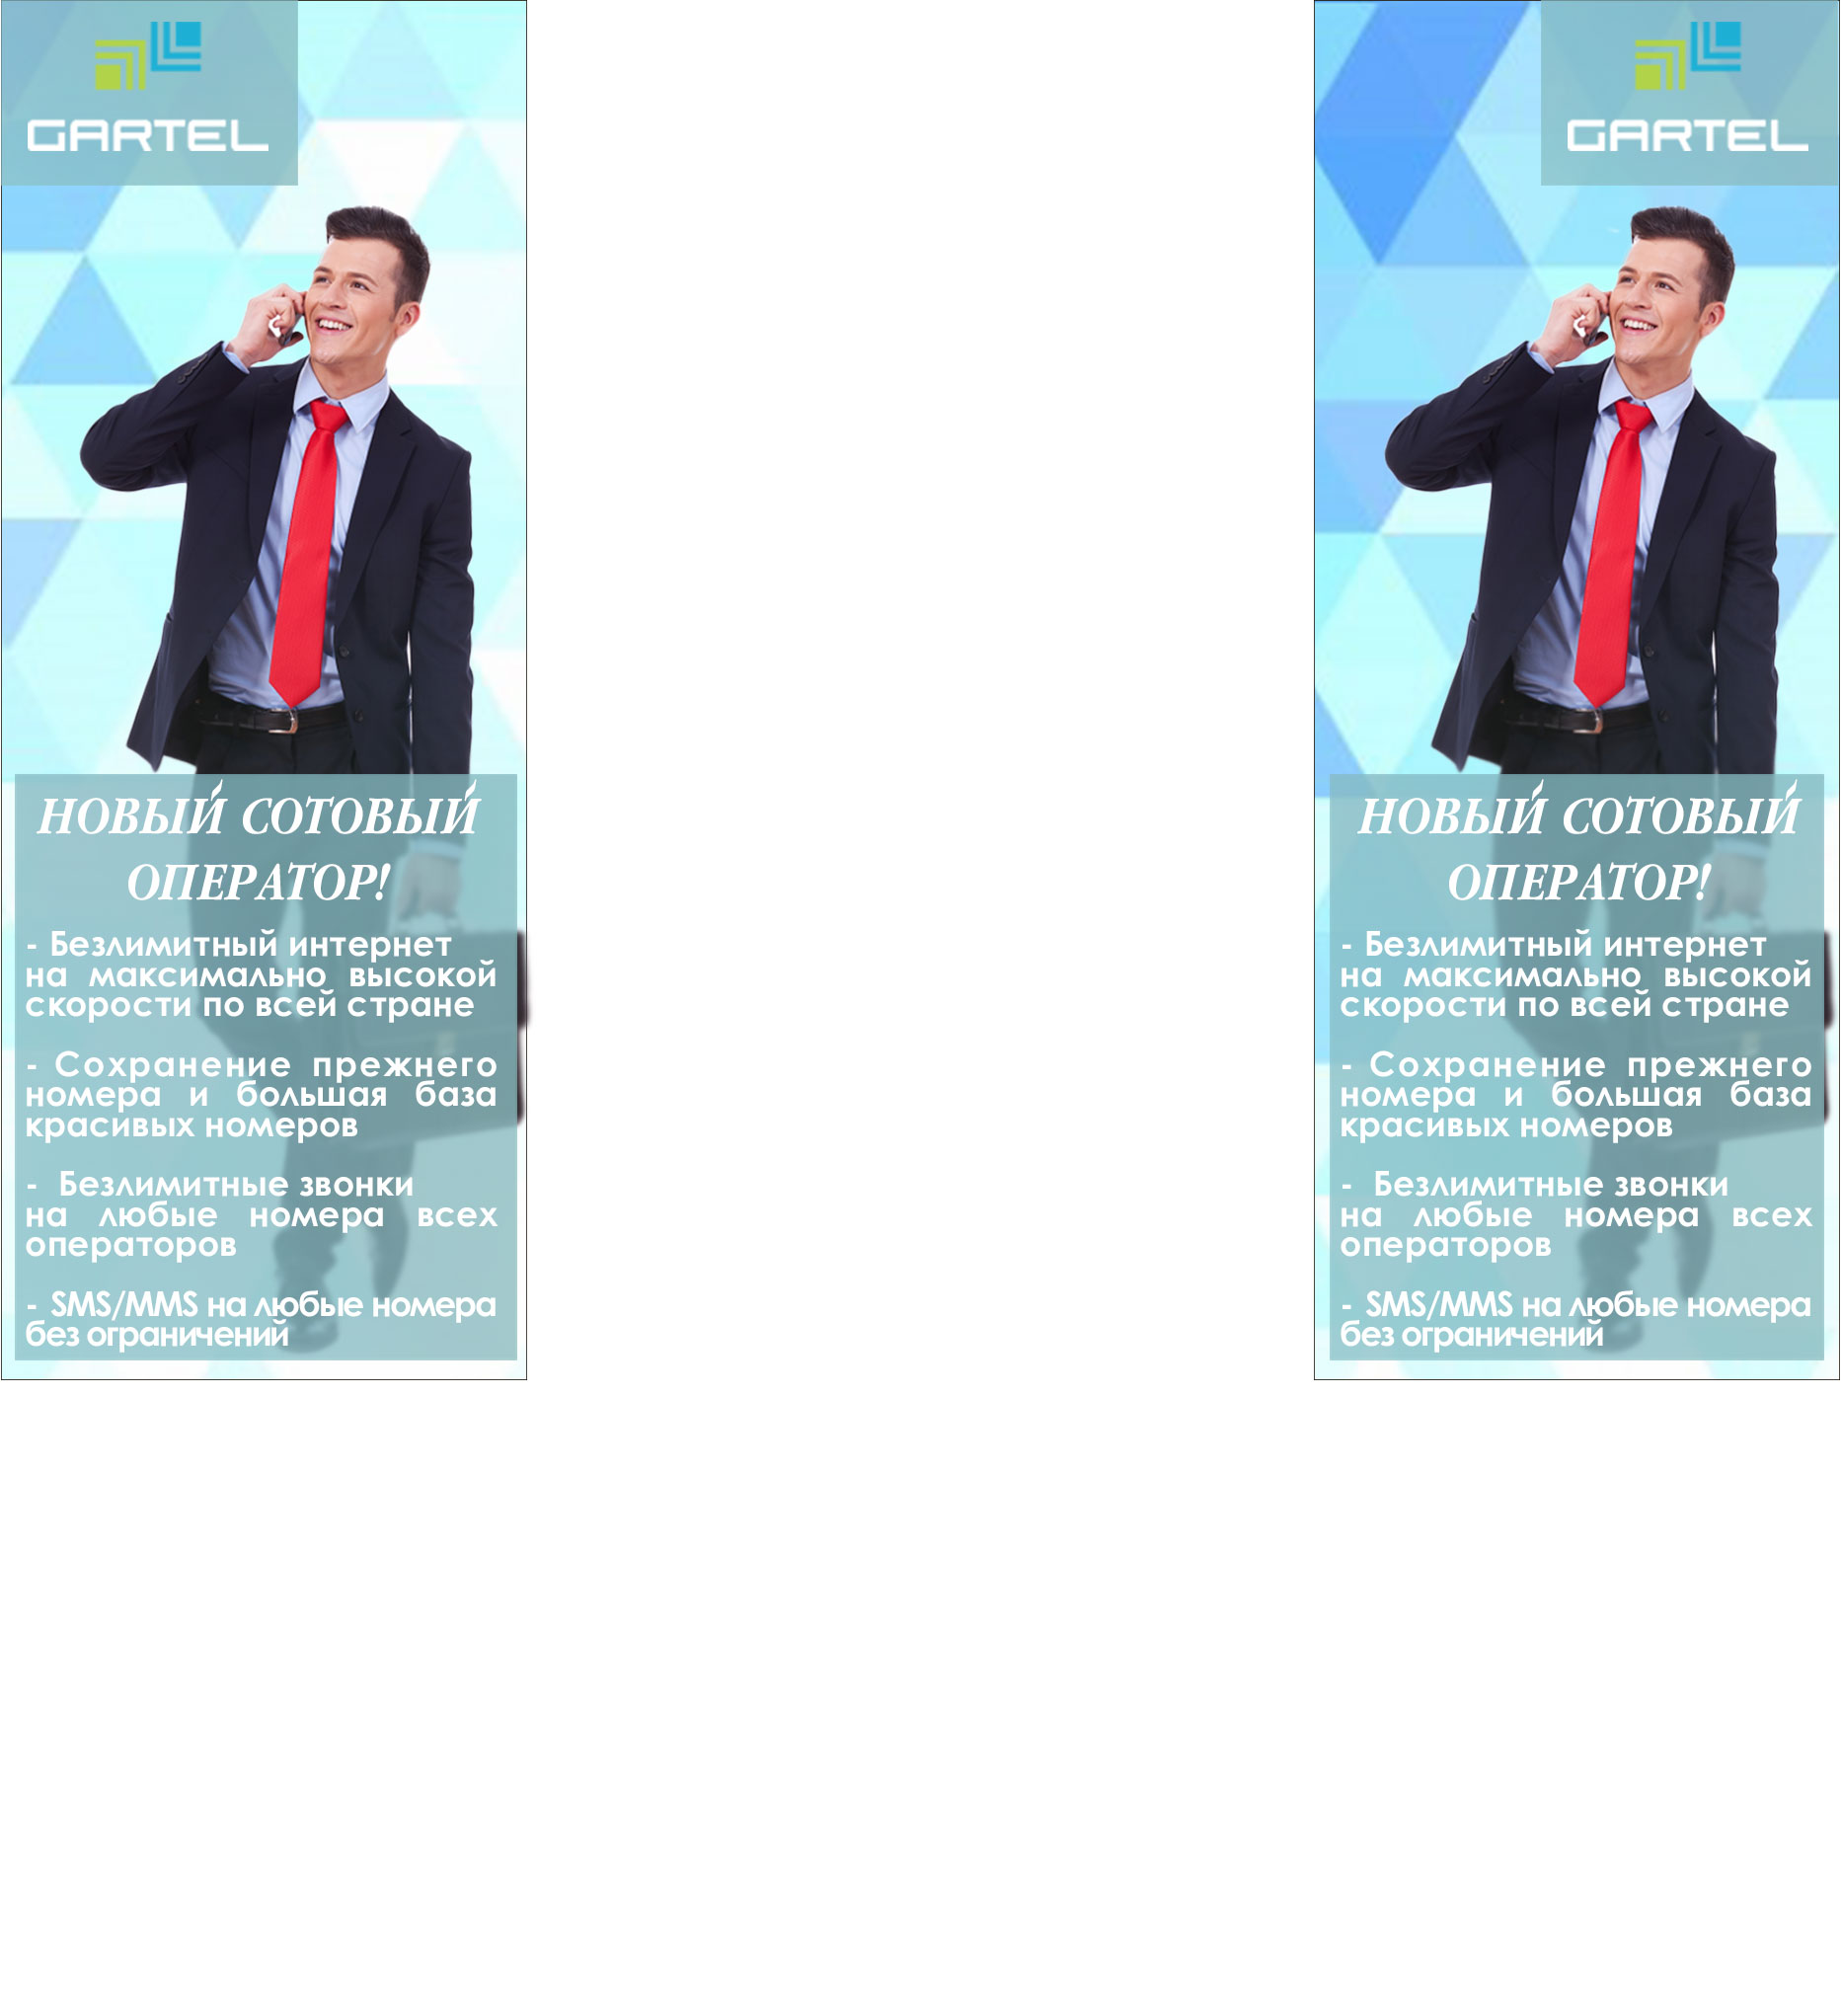 GARTEL
НОВЫЙ СОТОВЫЙ
ОПЕРАТОР!
- Безлимитный интернет
на максимально высокой
скорости по всей стране
- Сохранение прежнего
номера и большая база
красивых номеров
- Безлимитные звонки
на любые номера всех
операторов
- SMS/MMS на любые номера
без ограничений
GARTEL
НОВЫЙ СОТОВЫЙ
ОПЕРАТОР!
- Безлимитный интернет
на максимально высокой
скорости по всей стране
- Сохранение прежнего
номера и большая база
красивых номеров
- Безлимитные звонки
на любые номера всех
операторов
- SMS/MMS на любые номера
без ограничений